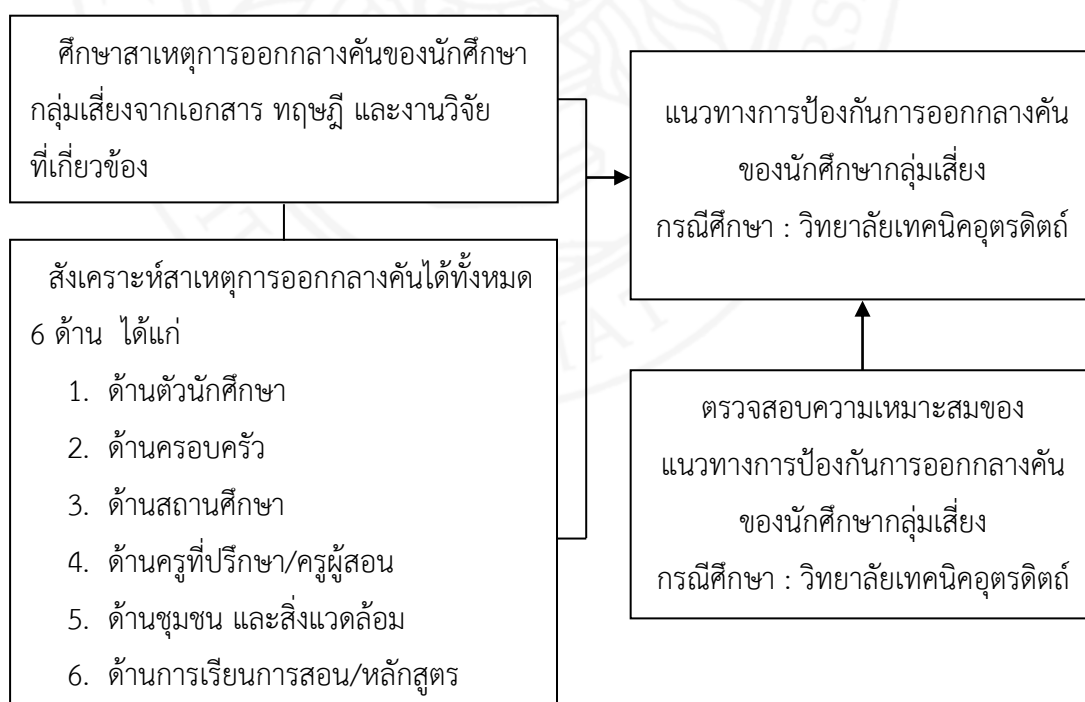 ศึกษาสาเหตุการออกกลางคันของนักศึกษา
กลุ่มเสี่ยงจากเอกสาร ทฤษฎี และงานวิจัย
ที่เกี่ยวข้อง
สังเคราะห์สาเหตุการออกกลางคันได้ทั้งหมด
6 ด้าน ได้แก่
1. ด้านตัวนักศึกษา
2. ด้านครอบครัว
3. ด้านสถานศึกษา
4. ด้านครูที่ปรึกษา/ครูผู้สอน
5. ด้านชุมชน และสิ่งแวดล้อม
6. ด้านการเรียนการสอน/หลักสูตร
แนวทางการป้องกันการออกกลางคัน
ของนักศึกษากลุ่มเสี่ยง
กรณีศึกษา : วิทยาลัยเทคนิคอุตรดิตถ์
ตรวจสอบความเหมาะสมของ
แนวทางการป้องกันการออกกลางคัน
ของนักศึกษากลุ่มเสี่ยง
กรณีศึกษา : วิทยาลัยเทคนิคอุตรดิตถ์